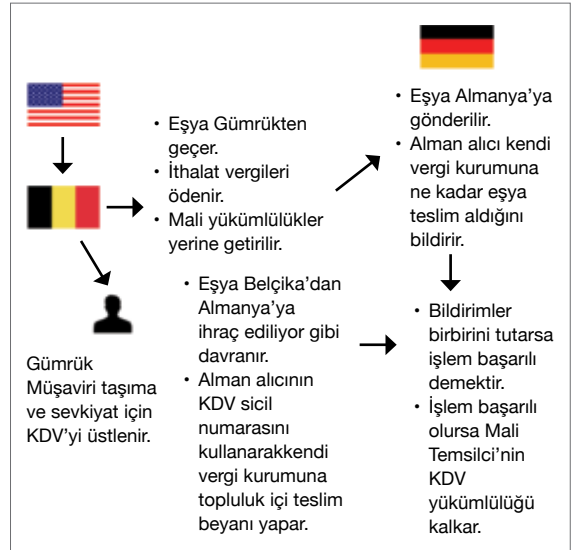 • Eşya Gümrükten
geçer.
• İthalat vergileri
ödenir.
• Mali yükümlülükler
yerine getirilir.
• Eşya Almanya’ya
gönderilir.
• Alman alıcı kendi
vergi kurumuna
ne kadar eşya
teslim aldığını
bildirir.
Gümrük
Müşaviri taşıma
ve sevkiyat için
KDV’yi üstlenir.
• Eşya Belçika’dan
Almanya’ya
ihraç ediliyor gibi
davranır.
• Alman alıcının
KDV sicil
numarasını
kullanarakkendi
vergi kurumuna
topluluk içi teslim
beyanı yapar.
• Bildirimler
birbirini tutarsa
işlem başarılı
demektir.
• İşlem başarılı
olursa Mali
Temsilci’nin
KDV
yükümlülüğü
kalkar.